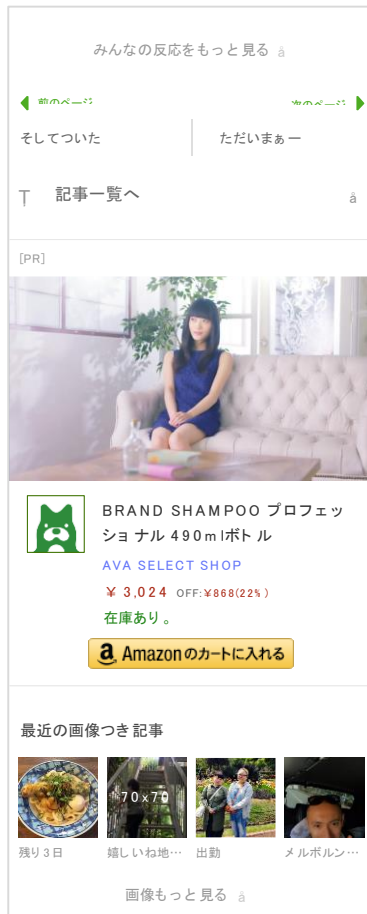 みんなの反応をもっと見る å
前のページ 次のページ
そしてついた ただいまぁー
T 記事一覧へ å
[PR]
BRAND SHAMPOO プロフェッ
ショナル 490mlボトル
AVA SELECT SHOP
￥3,024 OFF:￥868(22%)
在庫あり。
a Amazonのカートに入れる
最近の画像つき記事
70x70
残り3日 嬉しいね地… 出勤 メルボルン…
画像もっと見る å